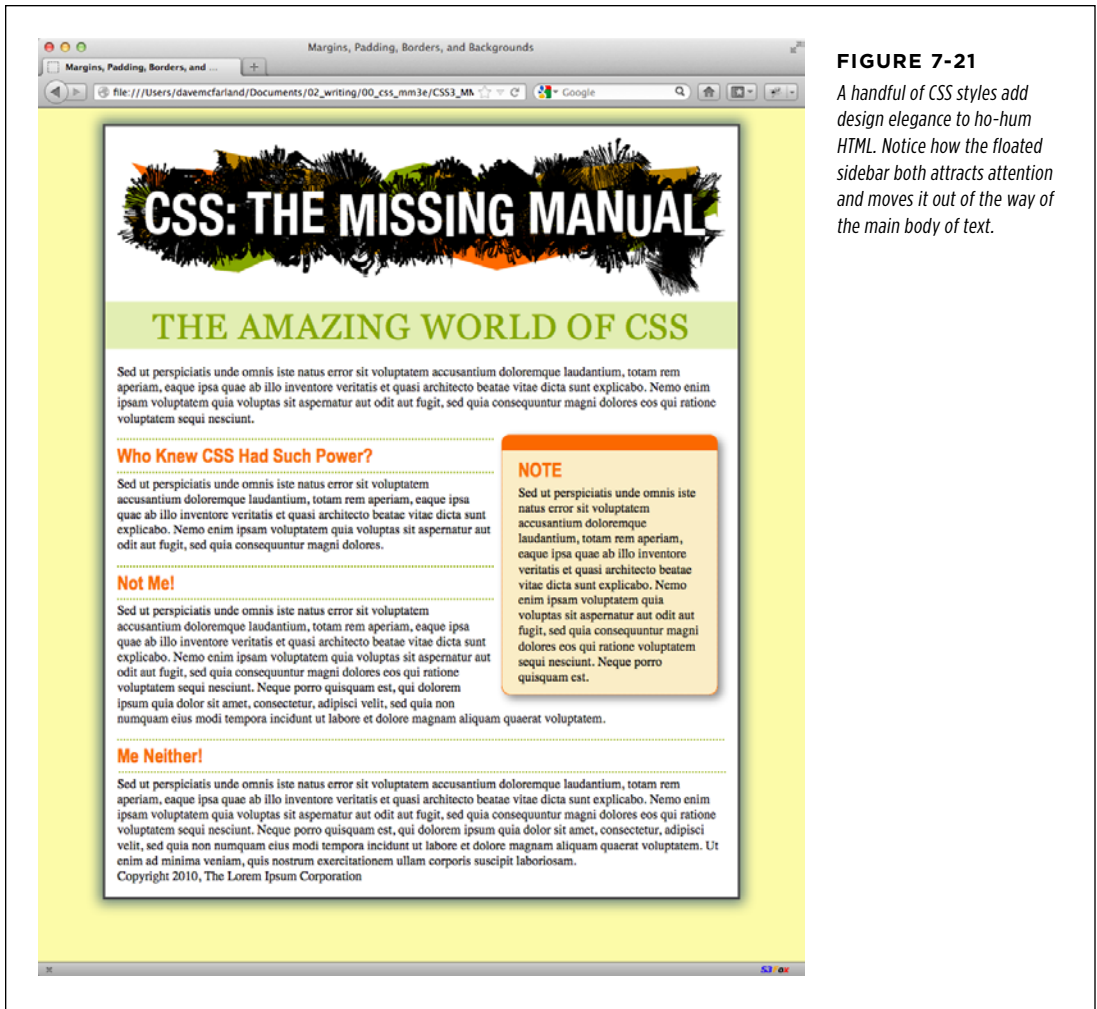 Margins, Padding, Borders, and Backgrounds
Margins, Padding, Borders, and ...
file:///Users/davemcfarland/Documents/02_writing/00_css_mm3e/CSS3_MM
Google
CSS: THE MISSING MANUAL
THE AMAZING WORLD OF CSS
Sed ut perspiciatis unde omnis iste natus error sit voluptatem accusantium doloremque laudantium, totam rem
aperiam, eaque ipsa quae ab illo inventore veritatis et quasi architecto beatae vitae dicta sunt explicabo. Nemo enim
ipsam voluptatem quia voluptas sit aspernatur aut odit aut fugit, sed quia consequuntur magni dolores eos qui ratione
voluptatem sequi nesciunt.
Who Knew CSS Had Such Power?
Sed ut perspiciatis unde omnis iste natus error sit voluptatem
accusantium doloremque laudantium, totam rem aperiam, eaque ipsa
quae ab illo inventore veritatis et quasi architecto beatae vitae dicta sunt
explicabo. Nemo enim ipsam voluptatem quia voluptas sit aspernatur aut
odit aut fugit, sed quia consequuntur magni dolores.
Not Me!
Sed ut perspiciatis unde omnis iste natus error sit voluptatem
accusantium doloremque laudantium, totam rem aperiam, eaque ipsa
quae ab illo inventore veritatis et quasi architecto beatae vitae dicta sunt
explicabo. Nemo enim ipsam voluptatem quia voluptas sit aspernatur aut
odit aut fugit, sed quia consequuntur magni dolores eos qui ratione
voluptatem sequi nesciunt. Neque porro quisquam est, qui dolorem
ipsum quia dolor sit amet, consectetur, adipisci velit, sed quia non
numquam eius modi tempora incidunt ut labore et dolore magnam aliquam quaerat voluptatem.
NOTE
Sed ut perspiciatis unde omnis iste
natus error sit voluptatem
accusantium doloremque
laudantium, totam rem aperiam,
eaque ipsa quae ab illo inventore
veritatis et quasi architecto beatae
vitae dicta sunt explicabo. Nemo
enim ipsam voluptatem quia
voluptas sit aspernatur aut odit aut
fugit, sed quia consequuntur magni
dolores eos qui ratione voluptatem
sequi nesciunt. Neque porro
quisquam est.
Me Neither!
Sed ut perspiciatis unde omnis iste natus error sit voluptatem accusantium doloremque laudantium, totam rem
aperiam, eaque ipsa quae ab illo inventore veritatis et quasi architecto beatae vitae dicta sunt explicabo. Nemo enim
ipsam voluptatem quia voluptas sit aspernatur aut odit aut fugit, sed quia consequuntur magni dolores eos qui ratione
voluptatem sequi nesciunt. Neque porro quisquam est, qui dolorem ipsum quia dolor sit amet, consectetur, adipisci
velit, sed quia non numquam eius modi tempora incidunt ut labore et dolore magnam aliquam quaerat voluptatem. Ut
enim ad minima veniam, quis nostrum exercitationem ullam corporis suscipit laboriosam.
Copyright 2010, The Lorem Ipsum Corporation
FIGURE 7-21
A handful of CSS styles add
design elegance to ho-hum
HTML. Notice how the floated
sidebar both attracts attention
and moves it out of the way of
the main body of text.